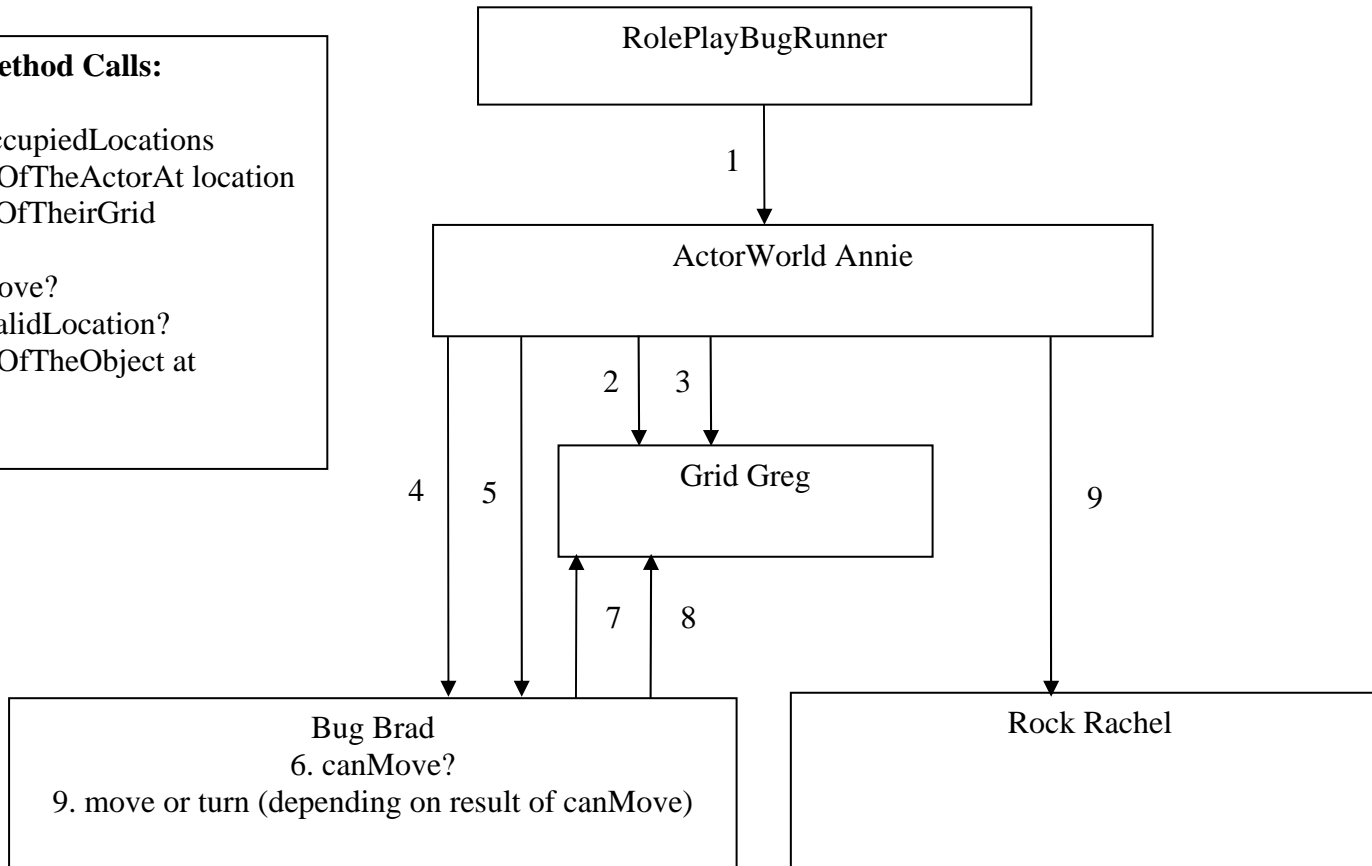 RolePlayBugRunner
ethod Calls:
ccupiedLocations
OfTheActorAt location
OfTheirGrid
ove?
alidLocation?
OfTheObject at
1
ActorWorld Annie
2 3
Grid Greg
4 5 9
7 8
Bug Brad
6. canMove?
9. move or turn (depending on result of canMove)
Rock Rachel